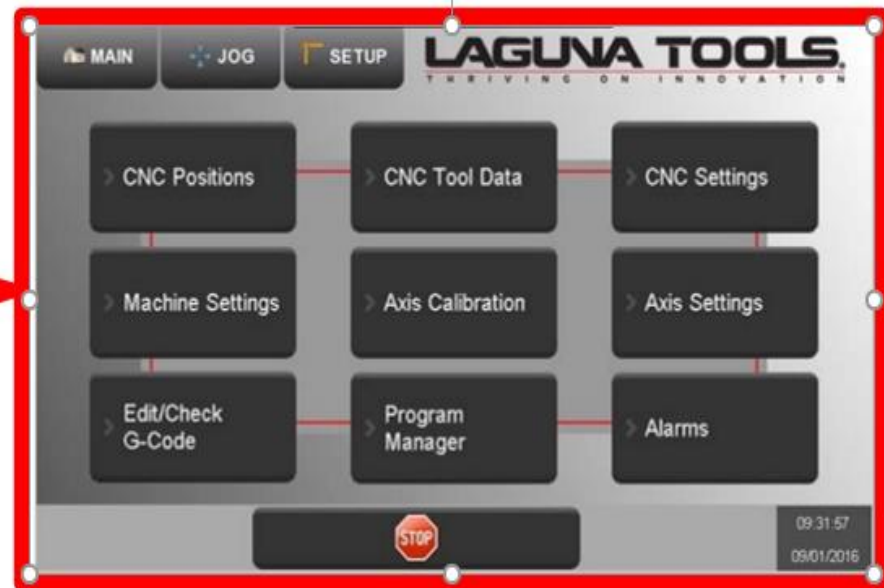 MAIN
JOG
SETUP
LAGUNA TOOLS
THRIVING ON INNOVATION
CNC Positions
CNC Tool Data
CNC Settings
Machine Settings
Axis Calibration
Axis Settings
Edit/Check
G-Code
Program
Manager
Alarms
STOP
09:31:57
09/01/2016